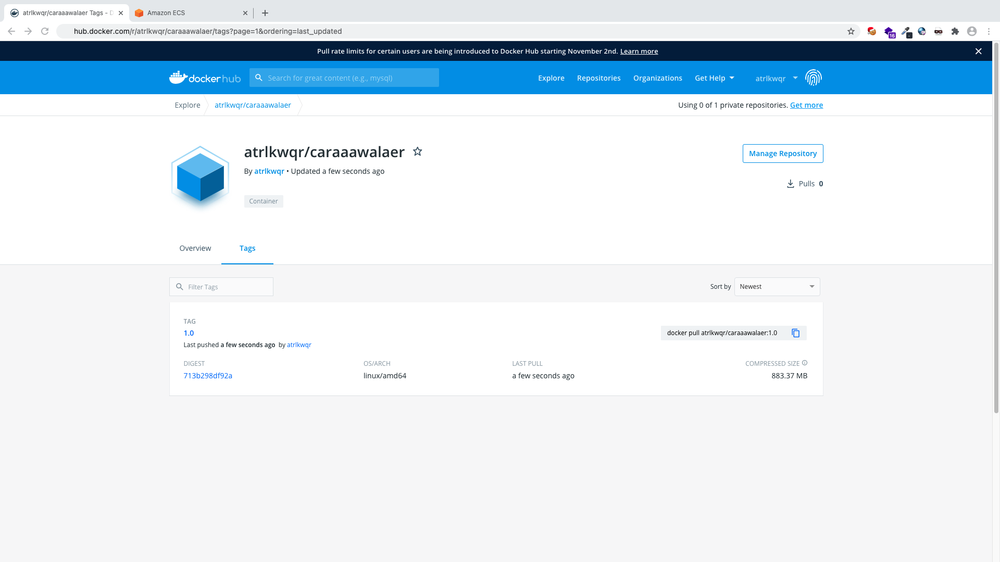 atrlkwqr/caraaawalaer Tags - D
Amazon ECS
hub.docker.com/r/atrlkwqr/caraaawalaer/tags?page=1&ordering=last_updated
16
Pull rate limits for certain users are being introduced to Docker Hub starting November 2nd. Learn more
docker hub
Search for great content (e.g., mysql)
Explore
Repositories
Organizations
Get Help
atrlkwqr
Explore
atrlkwqr/caraaawalaer
Using 0 of 1 private repositories. Get more
atrlkwqr/caraaawalaer
Manage Repository
By atrlkwqr • Updated a few seconds ago
Pulls 0
Container
Overview
Tags
Filter Tags
Sort by
Newest
TAG
1.0
docker pull atrlkwqr/caraaawalaer:1.0
Last pushed a few seconds ago by atrlkwqr
DIGEST
OS/ARCH
LAST PULL
COMPRESSED SIZE
713b298df92a
linux/amd64
a few seconds ago
883.37 MB